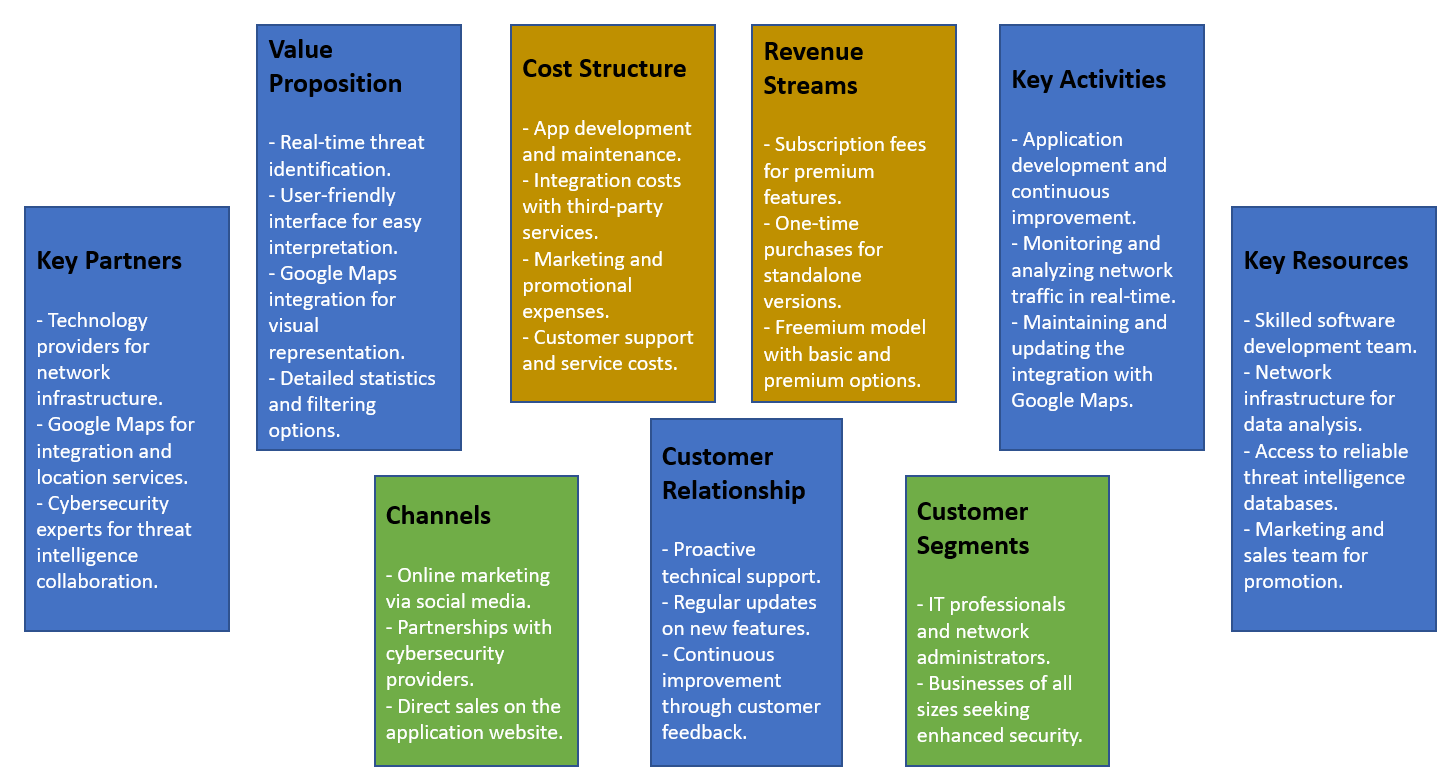 Key Partners
- Technology
providers for
network
infrastructure.
- Google Maps for
integration and
location services.
- Cybersecurity
experts for threat
intelligence
collaboration.
Value
Proposition
- Real-time threat
identification.
- User-friendly
interface for easy
interpretation.
- Google Maps
integration for
visual
representation.
- Detailed statistics
and filtering
options.
Cost Structure
- App development
and maintenance.
- Integration costs
with third-party
services.
- Marketing and
promotional
expenses.
- Customer support
and service costs.
Revenue
Streams
- Subscription fees
for premium
features.
- One-time
purchases for
standalone
versions.
- Freemium model
with basic and
premium options.
Key Activities
- Application
development and
continuous
improvement.
- Monitoring and
analyzing network
traffic in real-time.
- Maintaining and
updating the
integration with
Google Maps.
Key Resources
- Skilled software
development team.
- Network
infrastructure for
data analysis.
- Access to reliable
threat intelligence
databases.
- Marketing and
sales team for
promotion.
Channels
- Online marketing
via social media.
- Partnerships with
cybersecurity
providers.
- Direct sales on the
application website.
Customer
Relationship
- Proactive
technical support.
- Regular updates
on new features.
- Continuous
improvement
through customer
feedback.
Customer
Segments
- IT professionals
and network
administrators.
- Businesses of all
sizes seeking
enhanced security.